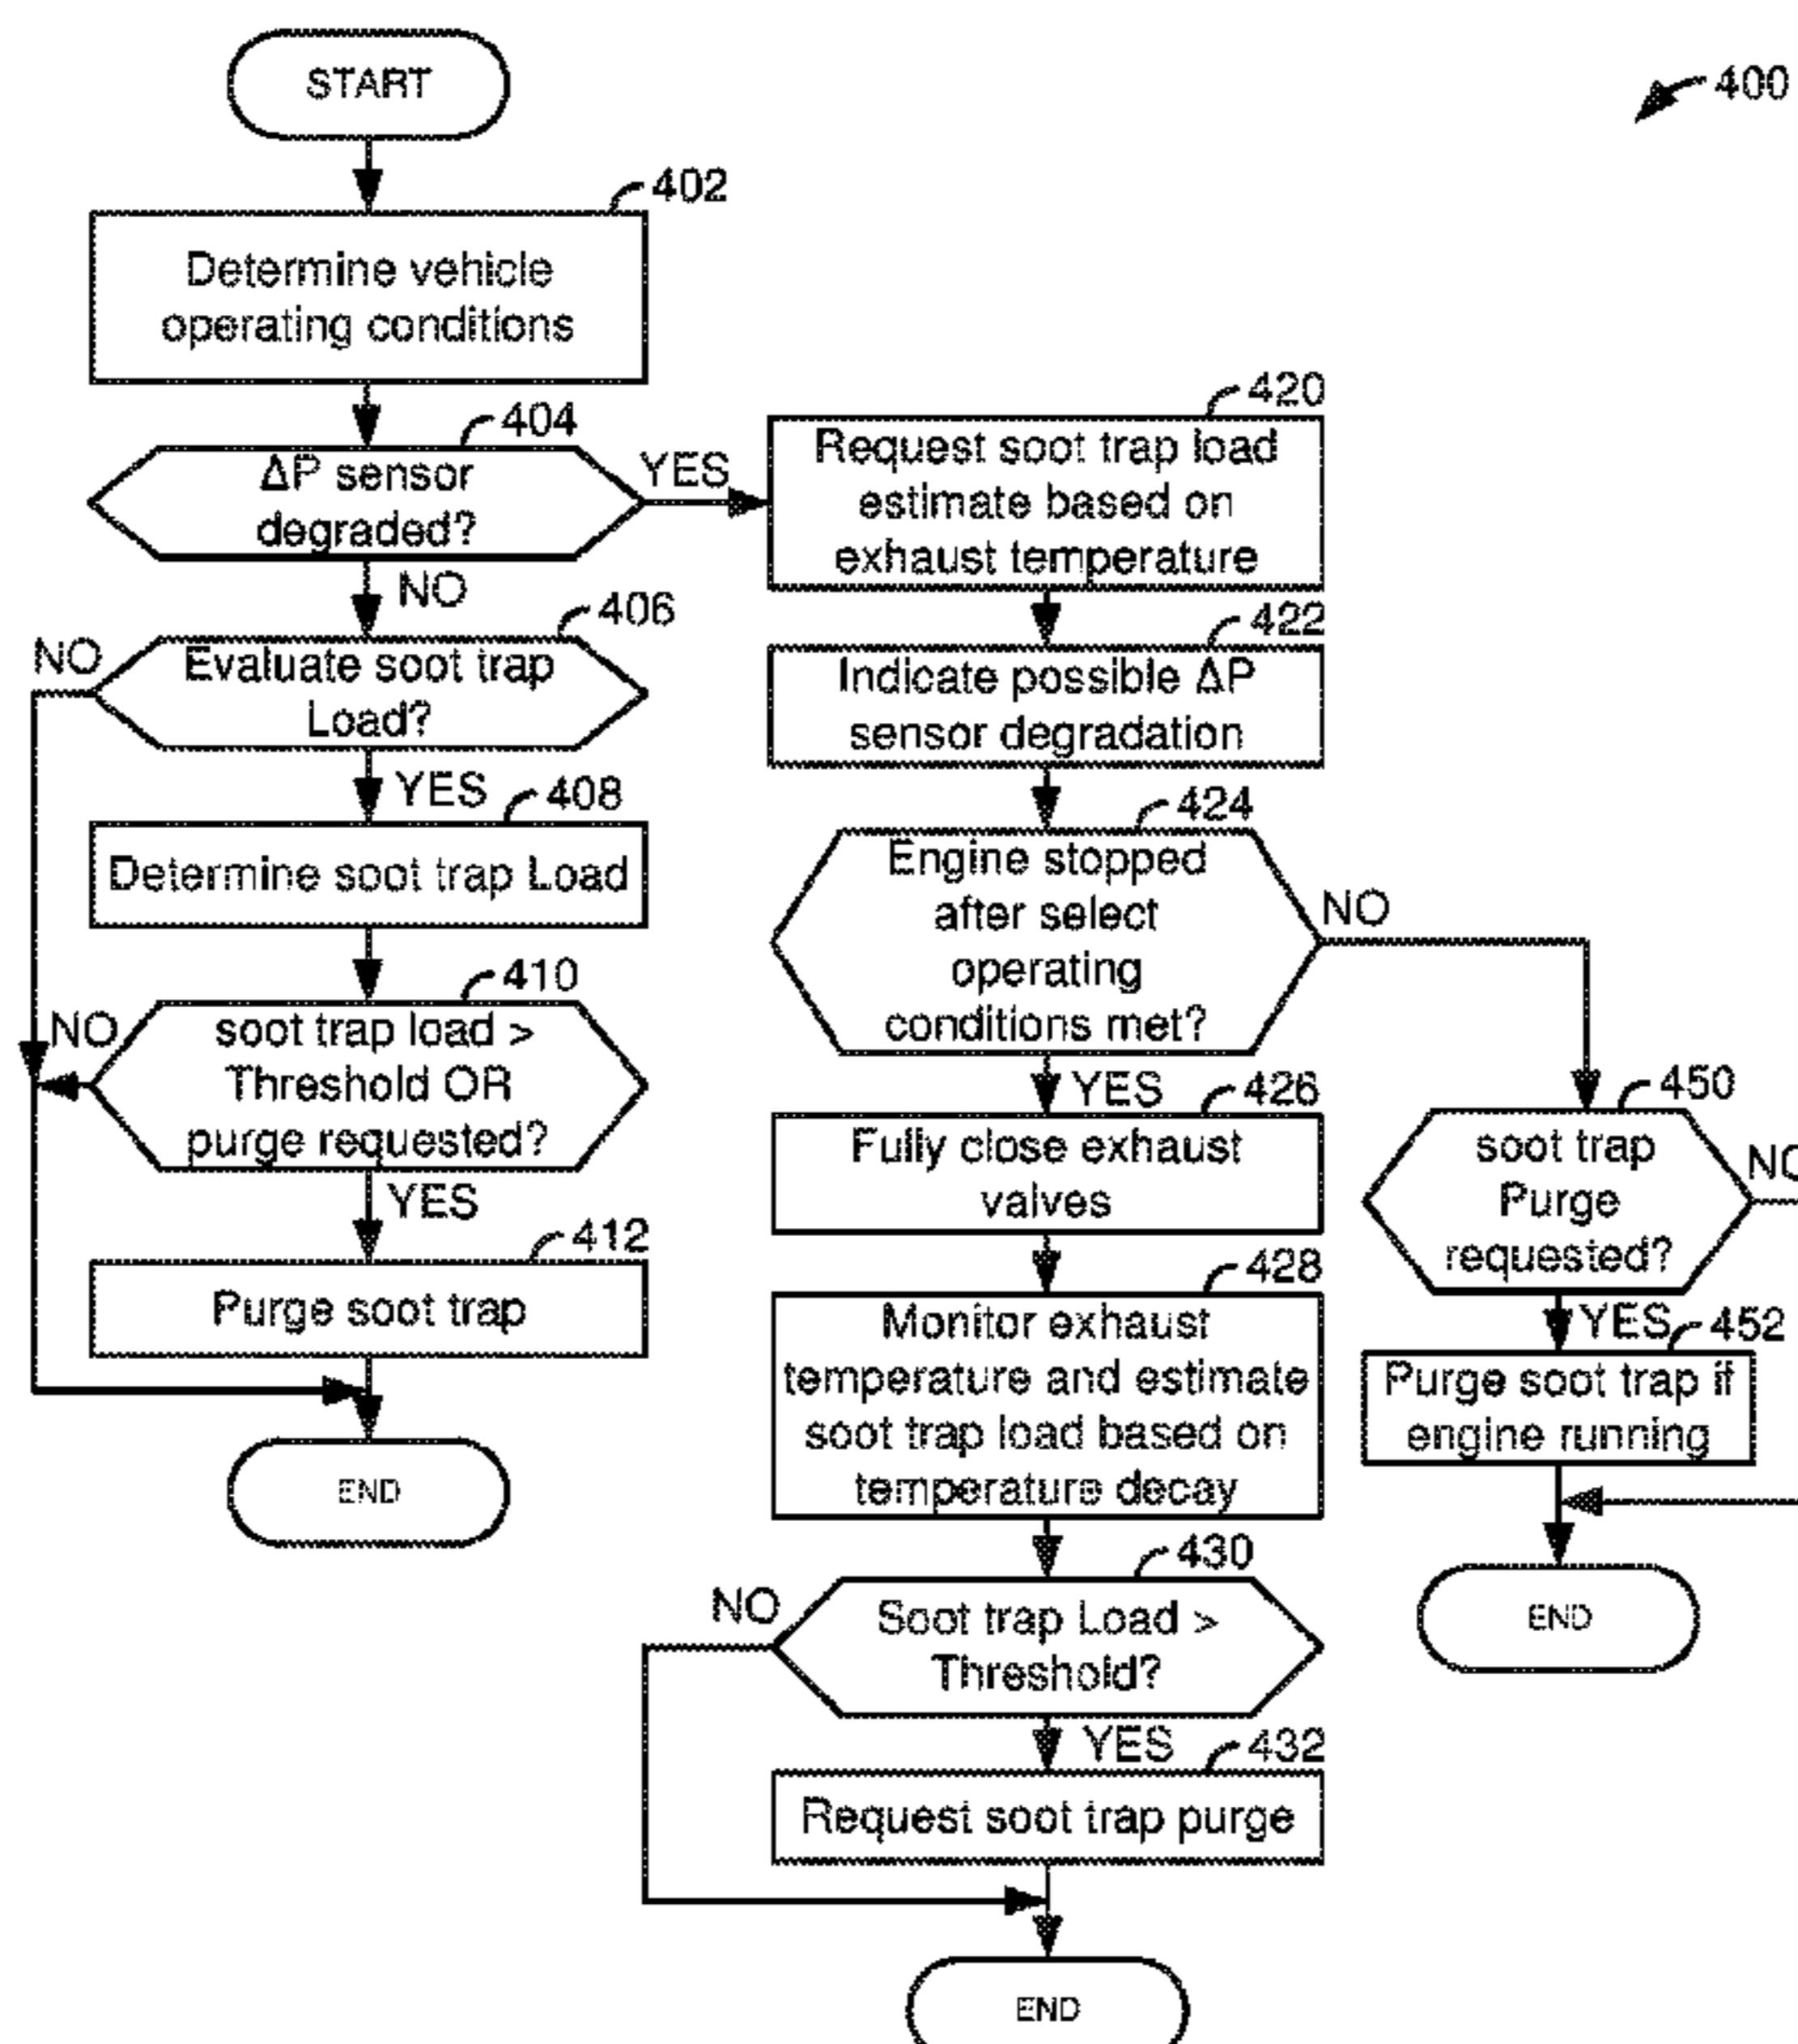 START
400
402
Determine vehicle
operating conditions
404
ΔP sensor
degraded?
YES
NO
406
Evaluate soot trap
Load?
NO
YES
408
Determine soot trap Load
410
soot trap load >
Threshold OR
purge requested?
NO
YES
412
Purge soot trap
END
420
Request soot trap load
estimate based on
exhaust temperature
422
Indicate possible ΔP
sensor degradation
424
Engine stopped
after select
operating
conditions met?
NO
YES
426
Fully close exhaust
valves
428
Monitor exhaust
temperature and estimate
soot trap load based on
temperature decay
430
Soot trap Load >
Threshold?
NO
YES
432
Request soot trap purge
END
450
soot trap
Purge
requested?
NO
YES
452
Purge soot trap if
engine running
END